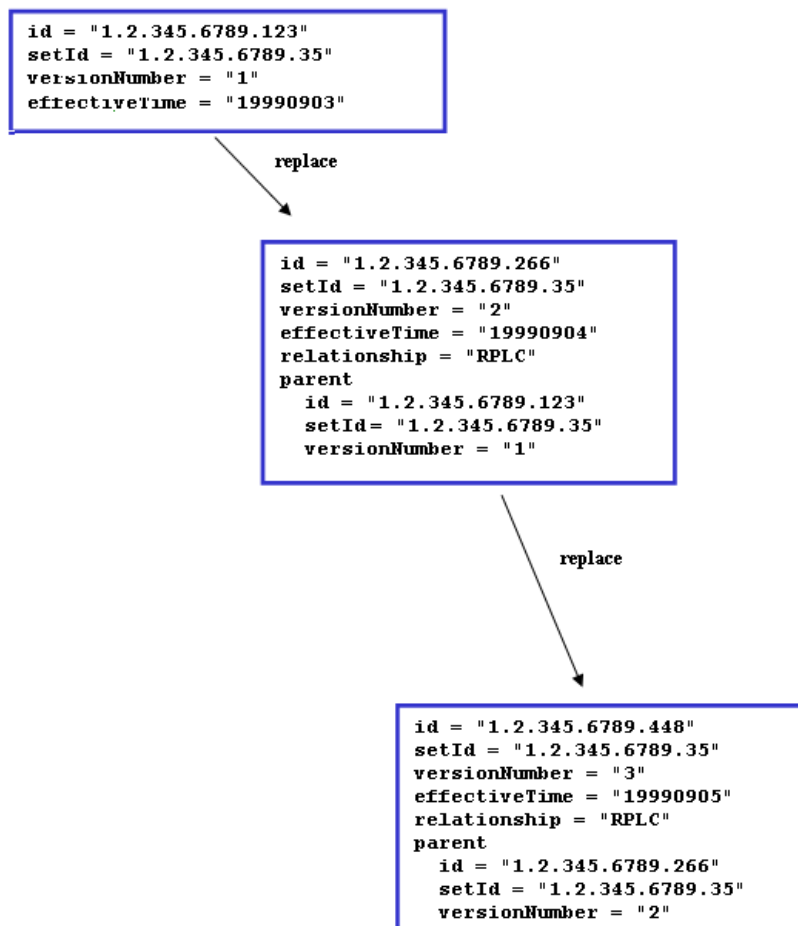 id = "1.2.345.6789.123"
setId = "1.2.345.6789.35"
versionNumber = "1"
effectiveTime = "19990903"
replace
id = "1.2.345.6789.266"
setId = "1.2.345.6789.35"
versionNumber = "2"
effectiveTime = "19990904"
relationship = "RPLC"
parent
id = "1.2.345.6789.123"
setId= "1.2.345.6789.35"
versionNumber = "1"
replace
id = "1.2.345.6789.448"
setId = "1.2.345.6789.35"
versionNumber = "3"
effectiveTime = "19990905"
relationship = "RPLC"
parent
id = "1.2.345.6789.266"
setId = "1.2.345.6789.35"
versionNumber = "2"